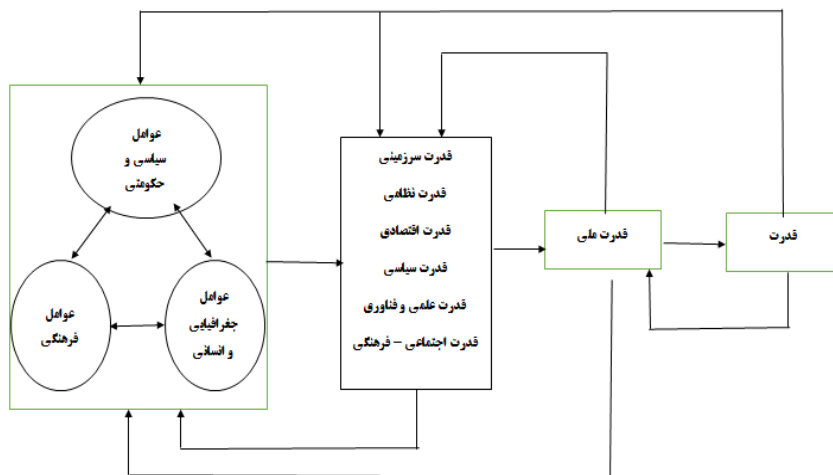 عوامل
سیاسی و
حکومتی
عوامل
فرهنگی
عوامل
جغرافیایی
و انسانی
قدرت سرزمینی
قدرت نظامی
قدرت اقتصادی
قدرت سیاسی
قدرت علمی و فناوری
قدرت اجتماعی – فرهنگی
قدرت ملی
قدرت